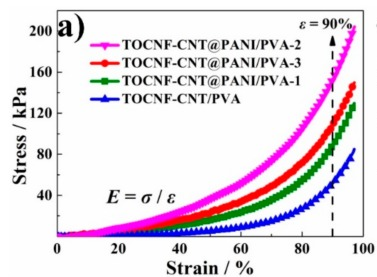 a)
ε = 90%
TOCNF-CNT@PANI/PVA-2
TOCNF-CNT@PANI/PVA-3
TOCNF-CNT@PANI/PVA-1
TOCNF-CNT/PVA
E = σ / ε
Stress / kPa
200
160
120
80
40
0 20 40 60 80 100
Strain / %